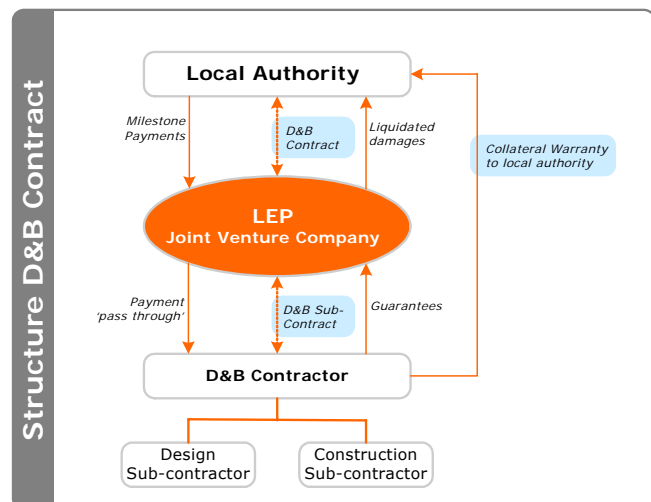 Structure D&B Contract
Local Authority
Milestone
Payments
D&B
Contract
Liquidated
damages
Collateral Warranty
to local authority
LEP
Joint Venture Company
Payment
‘pass through’
D&B Sub-
Contract
Guarantees
D&B Contractor
Design
Sub-contractor
Construction
Sub-contractor